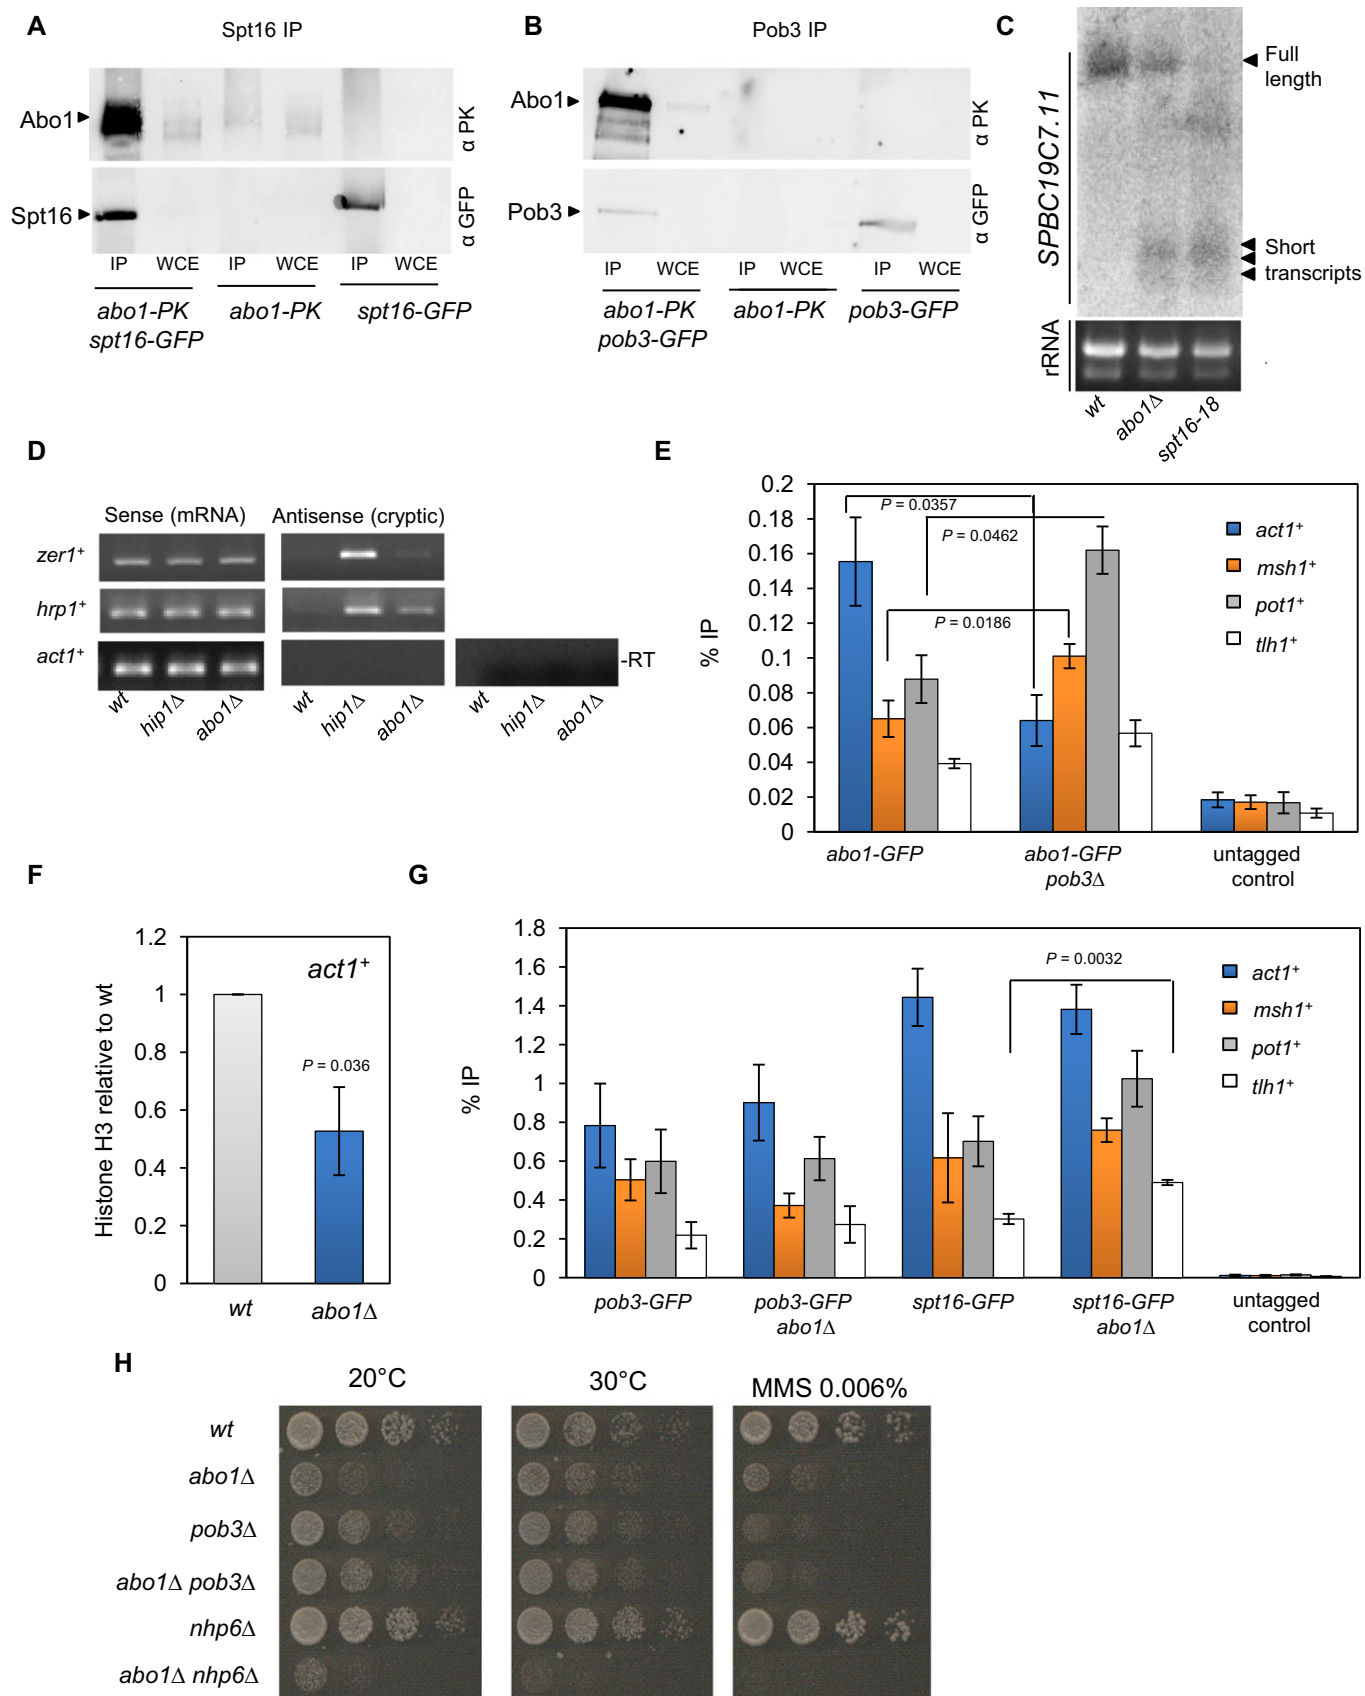 A
Spt16 IP
Abo1
α PK
Spt16
α GFP
IP WCE IP WCE IP WCE
abo1-PK abo1-PK spt16-GFP
spt16-GFP
B
Pob3 IP
Abo1
α PK
Pob3
α GFP
IP WCE IP WCE IP WCE
abo1-PK abo1-PK pob3-GFP
pob3-GFP
C
SPBC19C7.11
Full
length
Short
transcripts
rRNA
wt abo1Δ spt16-18
D
Sense (mRNA) Antisense (cryptic)
zer1⁺
hrp1⁺
act1⁺
-RT
wt hip1Δ abo1Δ wt hip1Δ abo1Δ wt hip1Δ abo1Δ
E
0.2
0.18
0.16
0.14
0.12
0.1
0.08
0.06
0.04
0.02
0
% IP
P = 0.0357
P = 0.0462
P = 0.0186
act1⁺
msh1⁺
pot1⁺
tlh1⁺
abo1-GFP abo1-GFP untagged
pob3Δ control
F
1.2
1
0.8
0.6
0.4
0.2
0
Histone H3 relative to wt
act1⁺
P = 0.036
wt abo1Δ
G
1.8
1.6
1.4
1.2
1
0.8
0.6
0.4
0.2
0
% IP
P = 0.0032
act1⁺
msh1⁺
pot1⁺
tlh1⁺
pob3-GFP pob3-GFP spt16-GFP spt16-GFP untagged
abo1Δ abo1Δ control
H
20°C 30°C MMS 0.006%
wt
abo1Δ
pob3Δ
abo1Δ pob3Δ
nhp6Δ
abo1Δ nhp6Δ